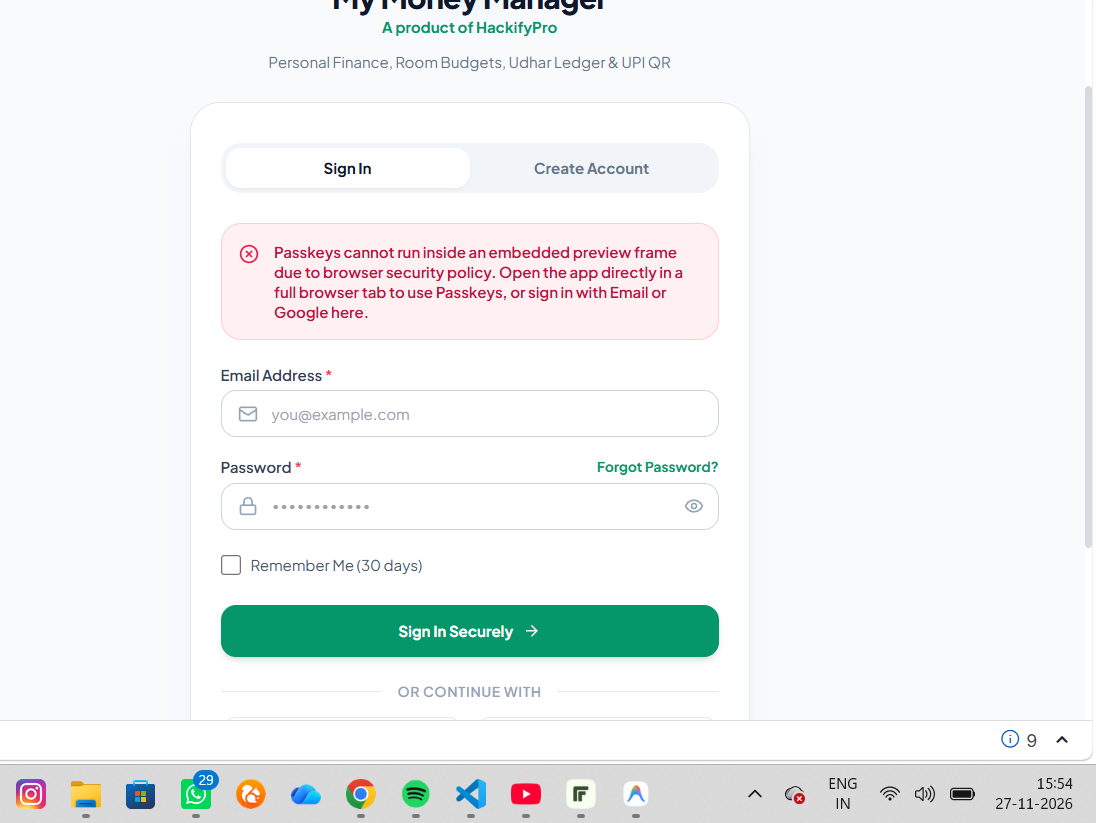 My Money Manager
A product of HackifyPro
Personal Finance, Room Budgets, Udhar Ledger & UPI QR
Sign In
Create Account
Passkeys cannot run inside an embedded preview frame
due to browser security policy. Open the app directly in a
full browser tab to use Passkeys, or sign in with Email or
Google here.
Email Address *
you@example.com
Password *
Forgot Password?
Remember Me (30 days)
Sign In Securely →
OR CONTINUE WITH
9
29
ENG
IN
15:54
27-11-2026